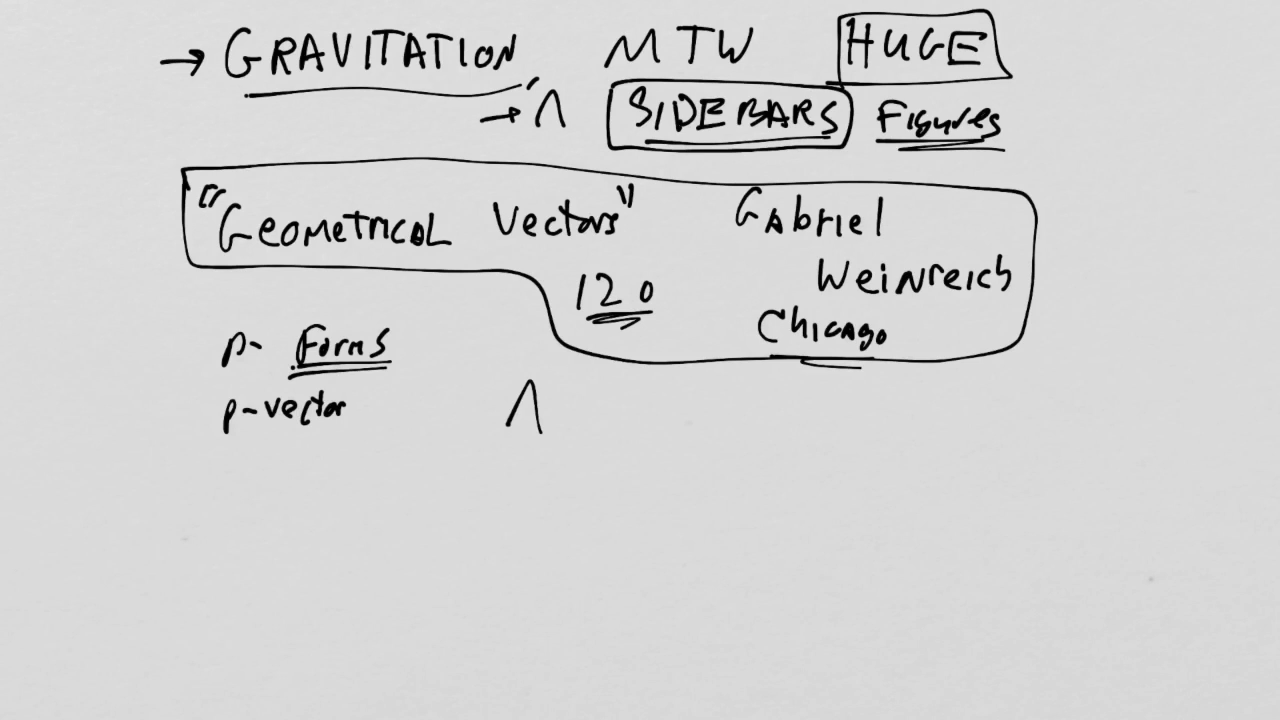 → GRAVITATION MTW HUGE
→ Λ SIDEBARS Figures
"GEOMETRICAL Vectors" GAbriel
WeiNreich
120
Chicago
p- Forms
p-vector Λ